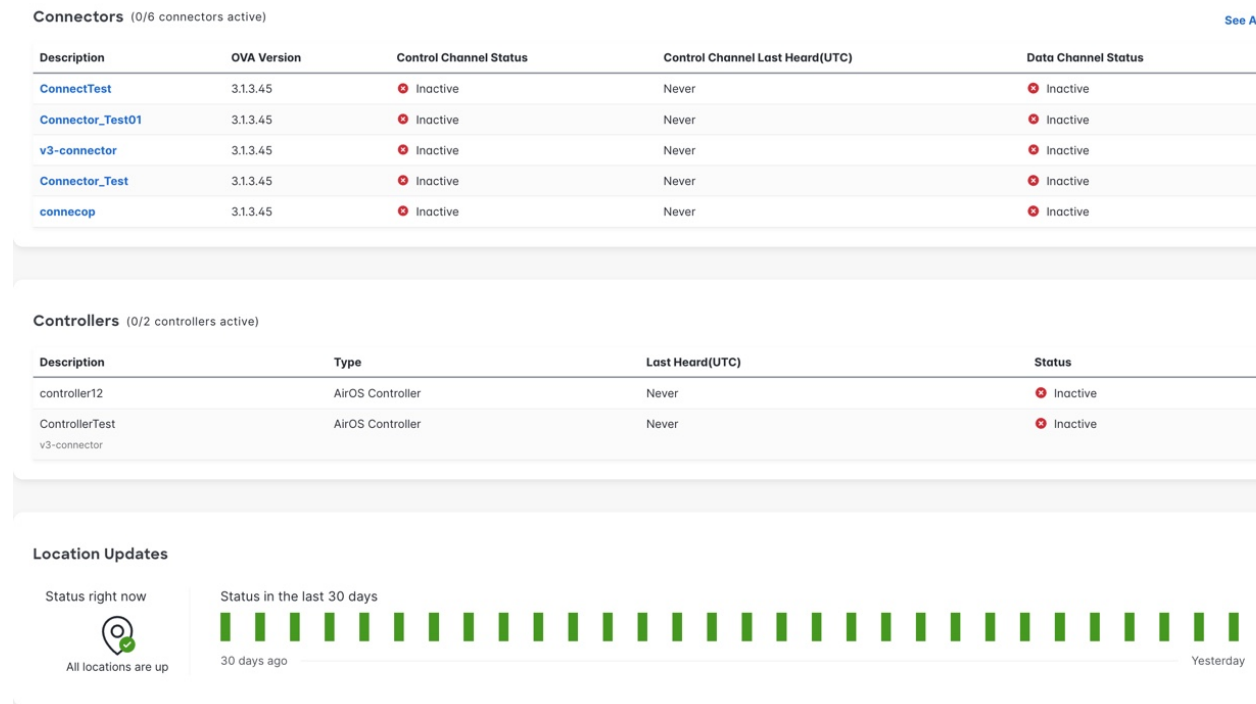 Connectors (0/6 connectors active) See A
Description OVA Version Control Channel Status Control Channel Last Heard(UTC) Data Channel Status
ConnectTest 3.1.3.45 Inactive Never Inactive
Connector_Test01 3.1.3.45 Inactive Never Inactive
v3-connector 3.1.3.45 Inactive Never Inactive
Connector_Test 3.1.3.45 Inactive Never Inactive
connecop 3.1.3.45 Inactive Never Inactive
Controllers (0/2 controllers active)
Description Type Last Heard(UTC) Status
controller12 AirOS Controller Never Inactive
ControllerTest AirOS Controller Never Inactive
v3-connector
Location Updates
Status right now Status in the last 30 days
30 days ago Yesterday
All locations are up